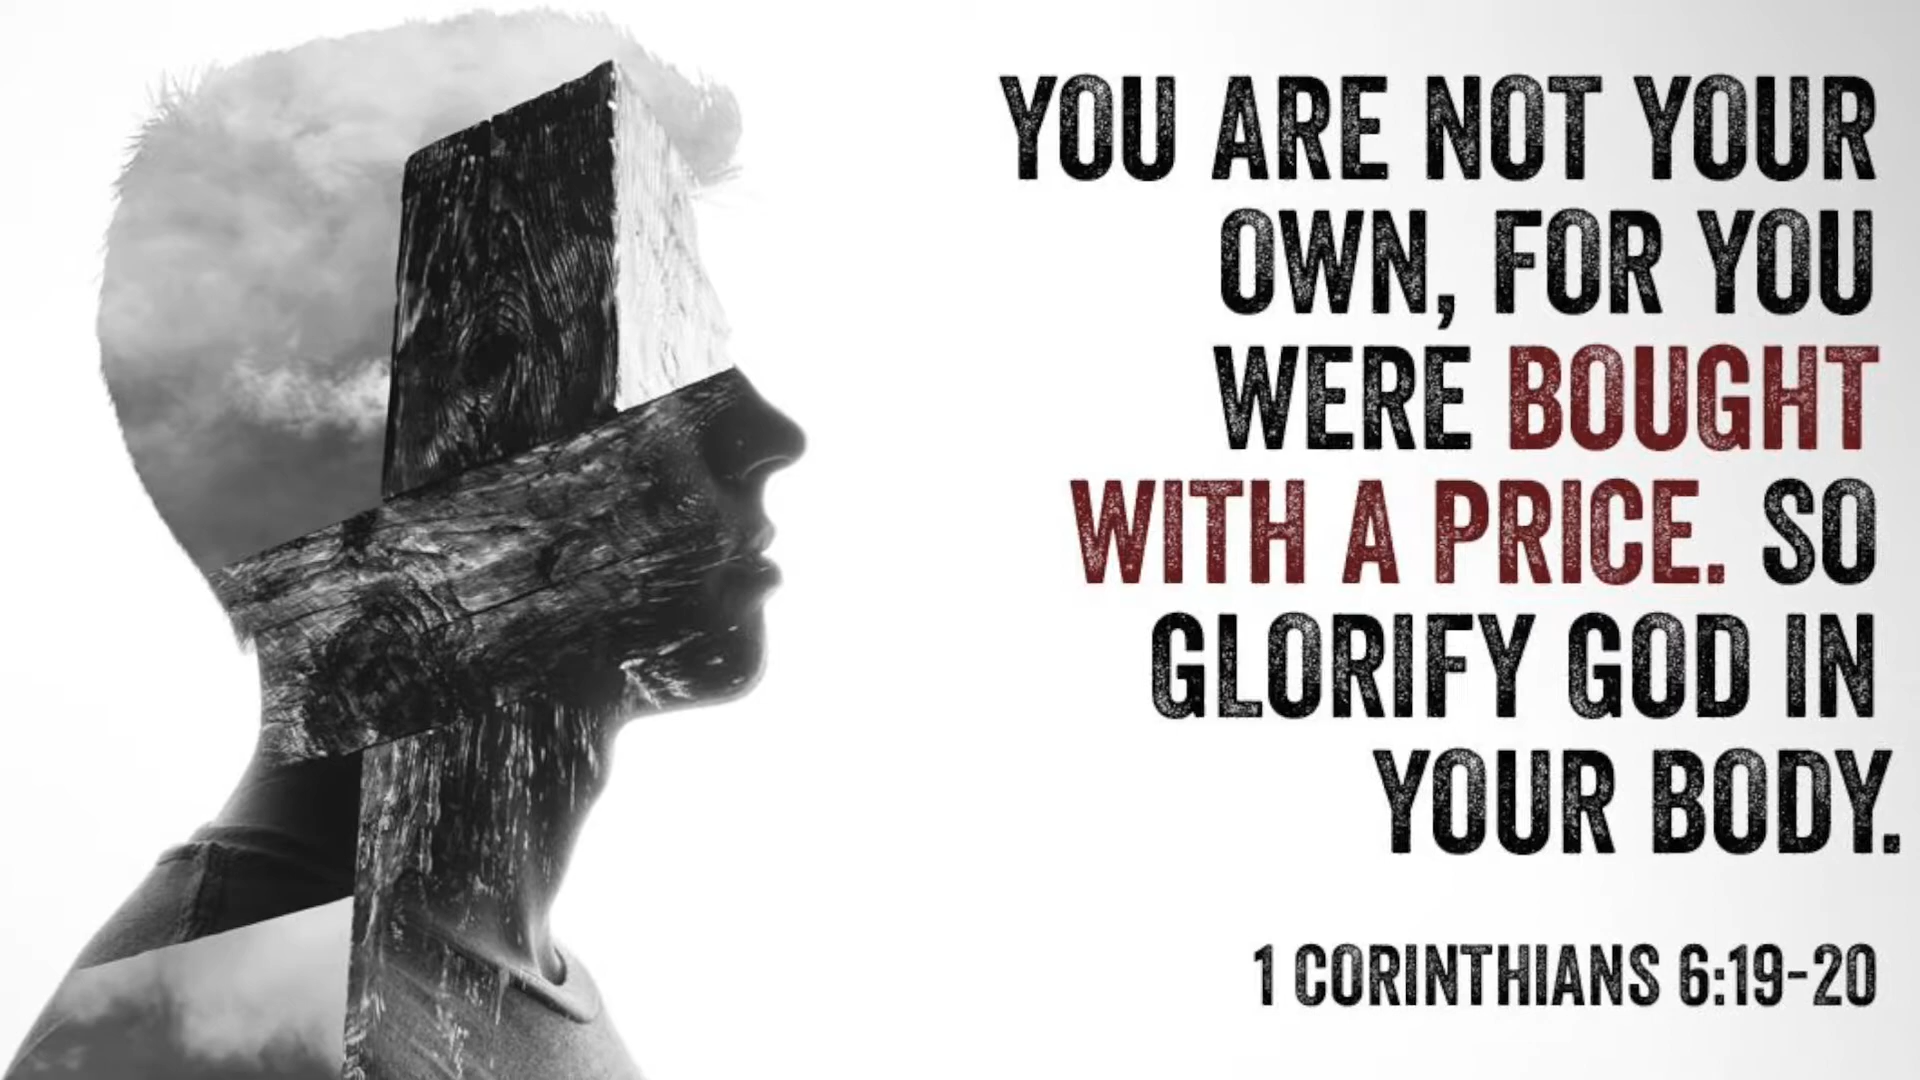 YOU ARE NOT YOUR
OWN, FOR YOU
WERE BOUGHT
WITH A PRICE. SO
GLORIFY GOD IN
YOUR BODY.
1 CORINTHIANS 6:19-20